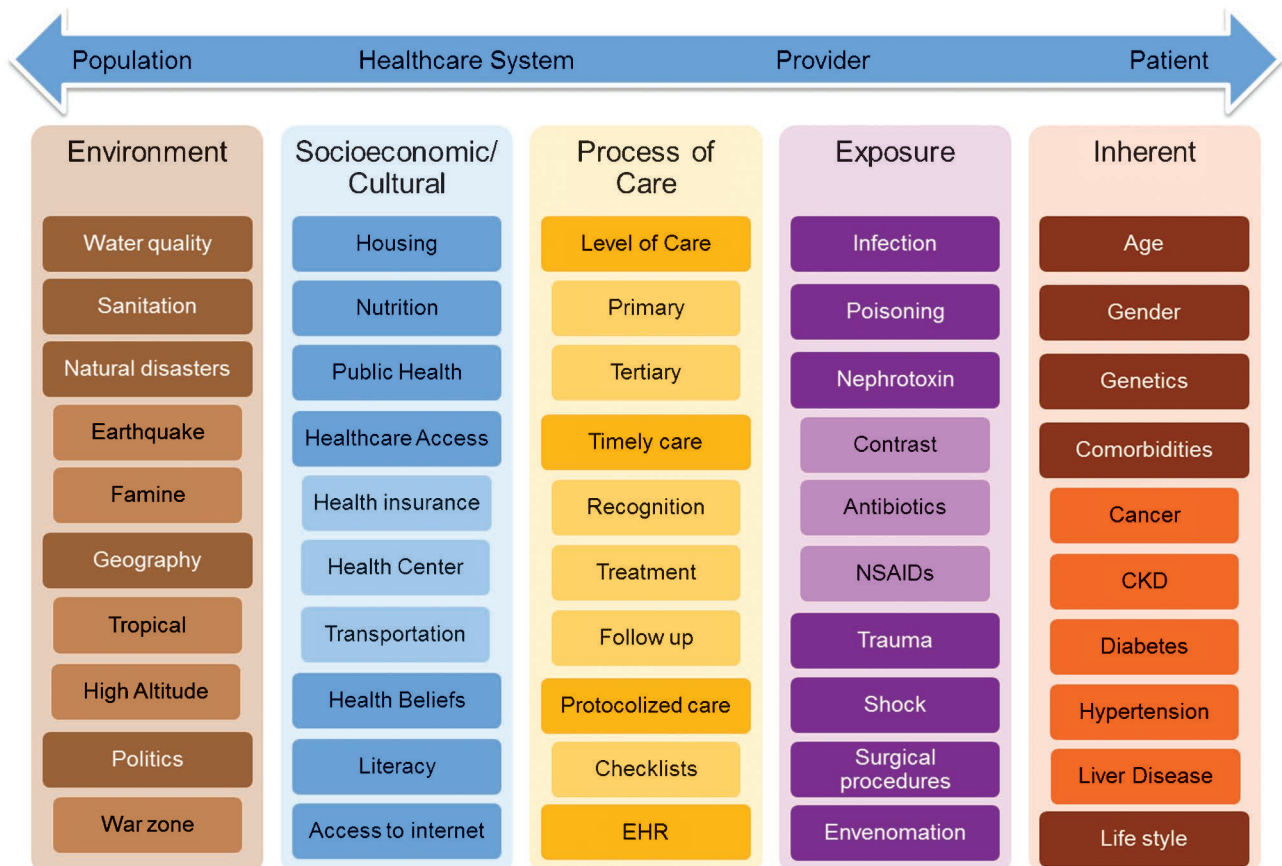 Population Healthcare System Provider Patient
Environment
Water quality
Sanitation
Natural disasters
Earthquake
Famine
Geography
Tropical
High Altitude
Politics
War zone
Socioeconomic/
Cultural
Housing
Nutrition
Public Health
Healthcare Access
Health insurance
Health Center
Transportation
Health Beliefs
Literacy
Access to internet
Process of
Care
Level of Care
Primary
Tertiary
Timely care
Recognition
Treatment
Follow up
Protocolized care
Checklists
EHR
Exposure
Infection
Poisoning
Nephrotoxin
Contrast
Antibiotics
NSAIDs
Trauma
Shock
Surgical
procedures
Envenomation
Inherent
Age
Gender
Genetics
Comorbidities
Cancer
CKD
Diabetes
Hypertension
Liver Disease
Life style